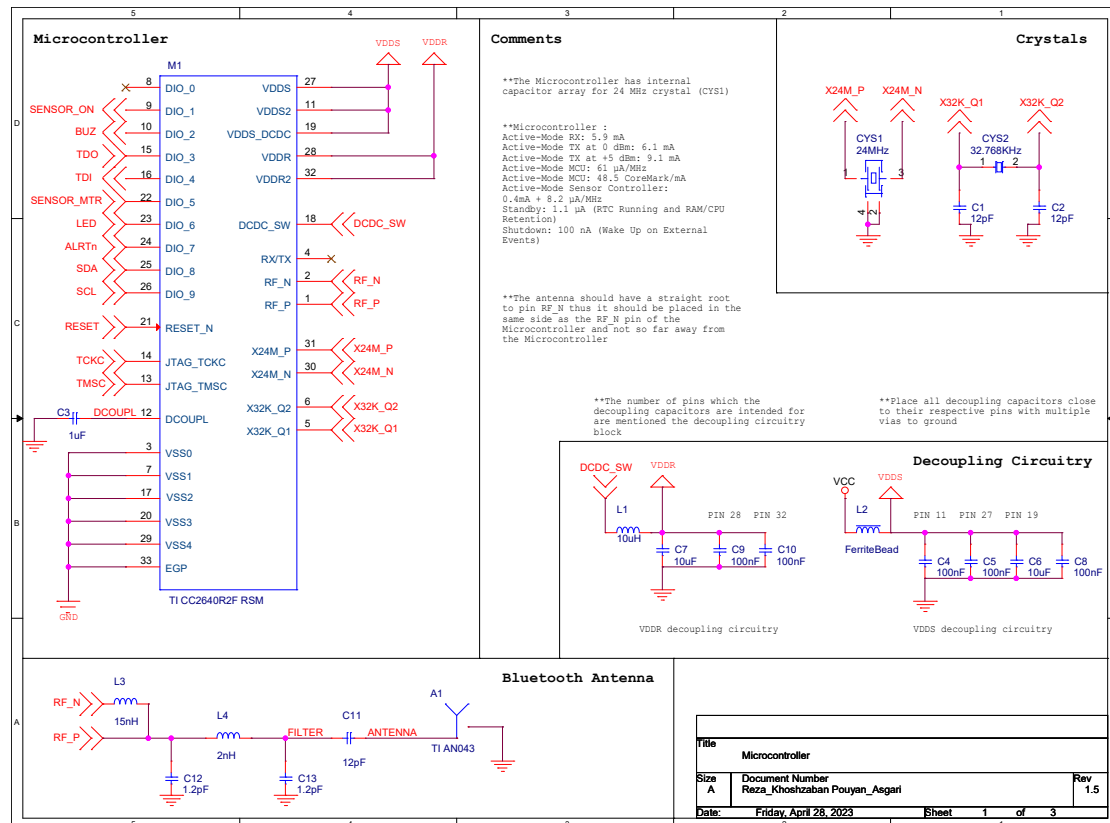 5 4 3 2 1
Microcontroller
Comments
Crystals
D
C
B
A
VDDS VDDR
M1
8 DIO_0
SENSOR_ON 9 DIO_1
BUZ 10 DIO_2
TDO 15 DIO_3
TDI 16 DIO_4
SENSOR_MTR 22 DIO_5
LED 23 DIO_6
ALRTn 24 DIO_7
SDA 25 DIO_8
SCL 26 DIO_9
RESET 21 RESET_N
TCKC 14 JTAG_TCKC
TMSC 13 JTAG_TMSC
C3 DCOUPL 12 DCOUPL
1uF
3 VSS0
7 VSS1
17 VSS2
20 VSS3
29 VSS4
33 EGP
GND
VDDS 27
VDDS2 11
VDDS_DCDC 19
VDDR 28
VDDR2 32
DCDC_SW 18 DCDC_SW
RX/TX 4
RF_N 2 RF_N
RF_P 1 RF_P
X24M_P 31 X24M_P
X24M_N 30 X24M_N
X32K_Q2 6 X32K_Q2
X32K_Q1 5 X32K_Q1
TI CC2640R2F RSM
**The Microcontroller has internal
capacitor array for 24 MHz crystal (CYS1)
**Microcontroller :
Active-Mode RX: 5.9 mA
Active-Mode TX at 0 dBm: 6.1 mA
Active-Mode TX at +5 dBm: 9.1 mA
Active-Mode MCU: 61 µA/MHz
Active-Mode MCU: 48.5 CoreMark/mA
Active-Mode Sensor Controller:
0.4mA + 8.2 µA/MHz
Standby: 1.1 µA (RTC Running and RAM/CPU
Retention)
Shutdown: 100 nA (Wake Up on External
Events)
**The antenna should have a straight root
to pin RF_N thus it should be placed in the
same side as the RF_N pin of the
Microcontroller and not so far away from
the Microcontroller
**The number of pins which the
decoupling capacitors are intended for
are mentioned the decoupling circuitry
block
**Place all decoupling capacitors close
to their respective pins with multiple
vias to ground
X24M_P X24M_N X32K_Q1 X32K_Q2
CYS1
24MHz
1 3
4 2
CYS2
32.768KHz
1 2
C1
12pF
C2
12pF
Decoupling Circuitry
DCDC_SW VDDR
L1
10uH
PIN 28 PIN 32
C7
10uF
C9
100nF
C10
100nF
VDDR decoupling circuitry
VCC VDDS
L2
FerriteBead
PIN 11 PIN 27 PIN 19
C4
100nF
C5
100nF
C6
10uF
C8
100nF
VDDS decoupling circuitry
Bluetooth Antenna
RF_N
L3
15nH
RF_P
L4
2nH
FILTER
C11
12pF
ANTENNA
A1
TI AN043
C12
1.2pF
C13
1.2pF
Title
Microcontroller
Size Document Number Rev
A Reza_Khoshzaban Pouyan_Asgari 1.5
Date: Friday, April 28, 2023 Sheet 1 of 3